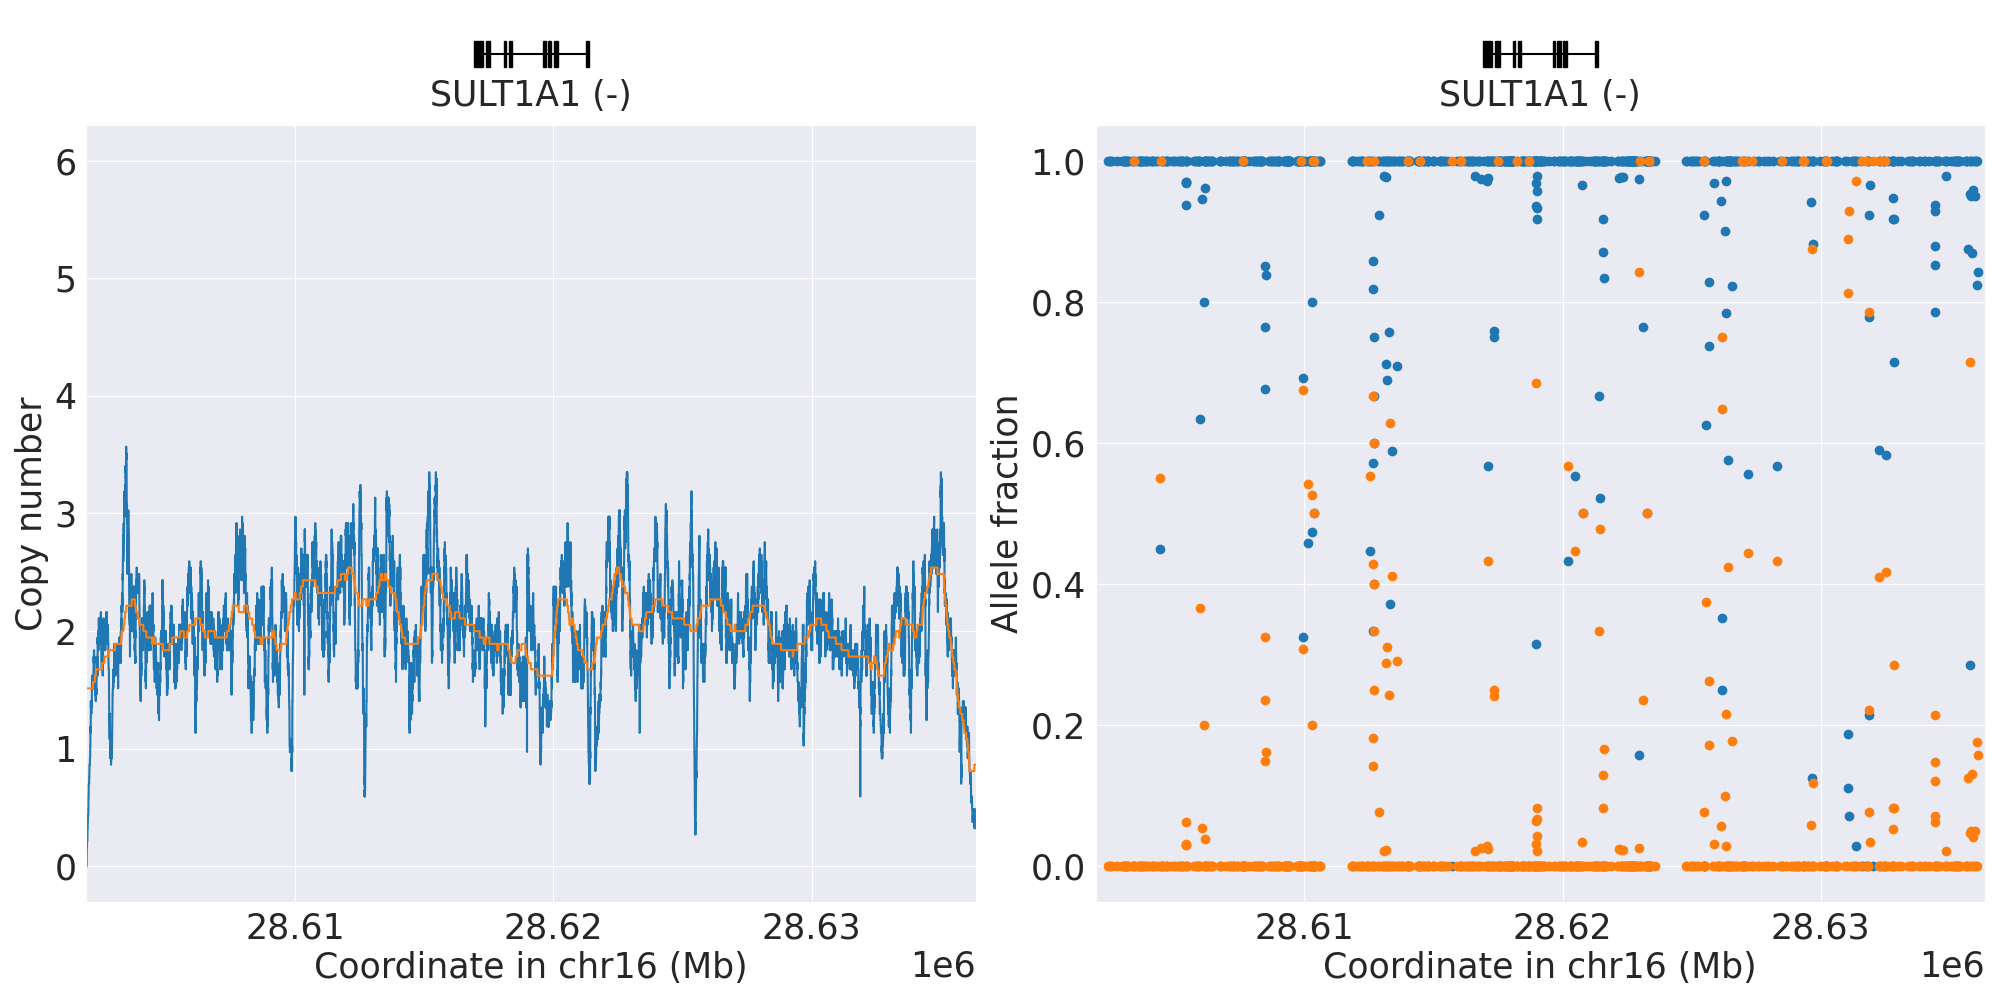 SULT1A1 (-)
6
5
4
3
2
1
0
Copy number
28.61
28.62
28.63
Coordinate in chr16 (Mb)
1e6
SULT1A1 (-)
1.0
0.8
0.6
0.4
0.2
0.0
Allele fraction
28.61
28.62
28.63
Coordinate in chr16 (Mb)
1e6